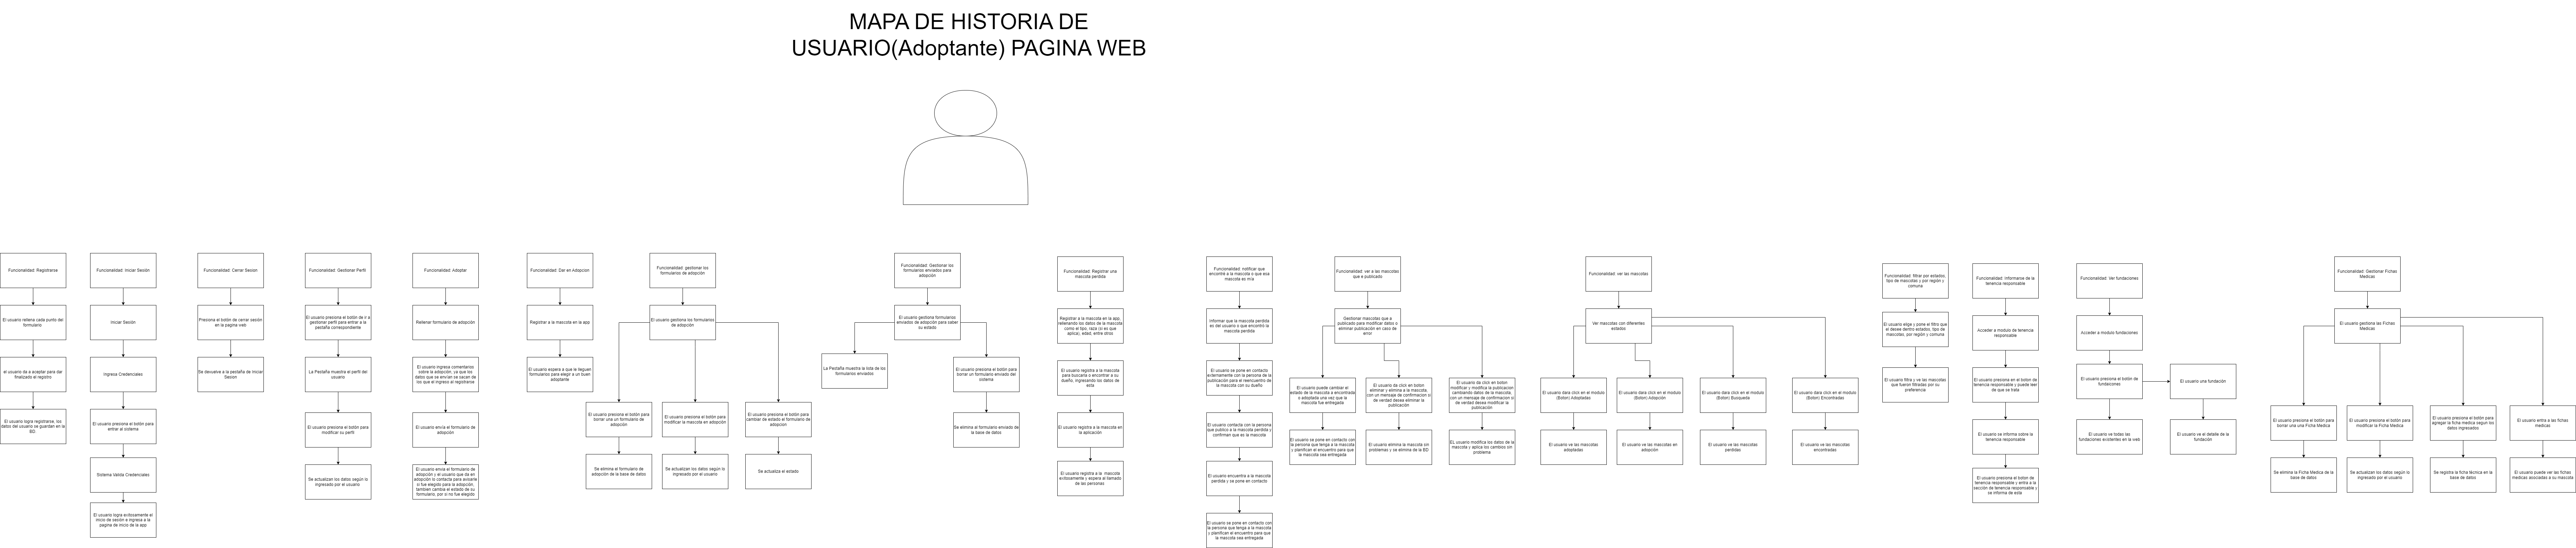 MAPA DE HISTORIA DE
USUARIO(Adoptante) PAGINA WEB
Funcionalidad: Registrarse
El usuario rellena cada punto del
formulario.
el usuario da a aceptar para dar
finalizado el registro
El usuario logra registrarse, los
datos del usuario se guardan en la
BD.
Funcionalidad: Iniciar Sesión
Iniciar Sesión
Ingresa Credenciales
El usuario presiona el botón para
entrar al sistema
Sistema Valida Credenciales
El usuario logra exitosamente el
inicio de sesión e ingresa a la
pagina de inicio de la app
Funcionalidad: Cerrar Sesion
Presiona el botón de cerrar sesión
en la pagina web
Se devuelve a la pestaña de Iniciar
Sesion
Funcionalidad: Gestionar Perfil
El usuario presiona el botón de ir a
gestionar perfil para entrar a la
pestaña correspondiente
La Pestaña muestra el perfil del
usuario
El usuario presiona el botón para
modificar su perfil
Se actualizan los datos según lo
ingresado por el usuario
Funcionalidad: Adoptar
Rellenar formulario de adopción
El usuario ingresa comentarios
sobre la adopción, ya que los
datos que se envían se sacan de
los que el ingreso al registrarse
El usuario envía el formulario de
adopción
El usuario envía el formulario de
adopción y el usuario que da en
adopción lo contacta para avisarle
si fue elegido para la adopción,
tambien cambia el estado de su
formulario, por si no fue elegido
Funcionalidad: Dar en Adopcion
Registrar a la mascota en la app
El usuario espera a que le lleguen
formularios para elegir a un buen
adoptante
Funcionalidad: gestionar los
formularios de adopción
El usuario gestiona los formularios
de adopción
El usuario presiona el botón para
borrar une un formulario de
adopción
Se elimina el formulario de
adopción de la base de datos
El usuario presiona el botón para
modificar la mascota en adopción
Se actualizan los datos según lo
ingresado por el usuario
El usuario presiona el botón para
cambiar de estado el formulario de
adopcion
Se actualiza el estado
Funcionalidad: Gestionar los
formularios enviados para
adopción
El usuario gestiona formularios
enviados de adopción para saber
su estado
La Pestaña muestra la lista de los
formularios enviados
El usuario presiona el botón para
borrar un formulario enviado del
sistema
Se elimina al formulario enviado de
la base de datos
Funcionalidad: Registrar una
mascota perdida
Registrar a la mascota en la app,
rellenando los datos de la mascota
como el tipo, raza (si es que
aplica), edad, entre otros
El usuario registra a la mascota
para buscarla o encontrar a su
dueño, ingresando los datos de
esta.
El usuario registra a la mascota en
la aplicación
El usuario registra a la mascota
exitosamente y espera al llamado
de las personas
Funcionalidad: notificar que
encontré a la mascota o que esa
mascota es mia
Informar que la mascota perdida
es del usuario o que encontró la
mascota perdida
El usuario se pone en contacto
externamente con la persona de la
publicación para el reencuentro de
la mascota con su dueño.
El usuario contacta con la persona
que publico a la mascota perdida y
confirman que es la mascota
El usuario encuentra a la mascota
perdida y se pone en contacto
El usuario se pone en contacto con
la persona que tenga a la mascota
y planifican el encuentro para que
la mascota sea entregada
Funcionalidad: ver a las mascotas
que e publicado
Gestionar mascotas que e
publicado para modificar datos o
eliminar publicación en caso de
error
El usuario puede cambiar el
estado de la mascota a encontrada
o adoptada una vez que la
mascota fue entregada
El usuario se pone en contacto con
la persona que tenga a la mascota
y planifican el encuentro para que
la mascota sea entregada
El usuario da click en boton
eliminar y elimina a la mascota,
con un mensaje de confirmacion si
de verdad desea eliminar la
publicación
El usuario elimina la mascota sin
problemas y se elimina de la BD
El usuario da click en boton
modificar y modifica la publicacion
, cambiando datos de la mascota,
con un mensaje de confirmacion si
de verdad desea modificar la
publicación
EL usuario modifica los datos de la
mascota y aplica los cambios sin
problema
Funcionalidad: ver las mascotas
Ver mascotas con diferentes
estados
El usuario dara click en el modulo
(Boton) Adoptadas
El usuario ve las mascotas
adoptadas
El usuario dara click en el modulo
(Boton) Adopción
El usuario ve las mascotas en
adopción
El usuario dara click en el modulo
(Boton) Busqueda
El usuario ve las mascotas
perdidas
El usuario dara click en el modulo
(Boton) Encontradas
El usuario ve las mascotas
encontradas
Funcionalidad: filtrar por estados,
tipo de mascotas y por región y
comuna
El usuario elige y pone el filtro que
el desee dentro estados, tipo de
mascotas, por región y comuna
El usuario filtra y ve las mascotas
que fueron filtradas por su
preferencia
Funcionalidad: informarse de la
tenencia responsable
Acceder a modulo de tenencia
responsable
El usuario presiona en el boton de
tenencia responsable y puede leer
de que se trata
El usuario se informa sobre la
tenencia responsable
El usuario presiona el boton de
tenencia responsable y entra a la
sección de tenencia responsable y
se informa de este
Funcionalidad: Ver fundaciones
Acceder a modulo fundaciones
El usuario presiona el botón de
fundaciones
El usuario ve todas las
fundaciones existentes en la web
El usuario una fundación
El usuario ve el detalle de la
fundación
Funcionalidad: Gestionar Fichas
Medicas
El usuario gestiona las Fichas
Medicas
El usuario presiona el botón para
borrar une una Ficha Medica
Se elimina la Ficha Medica de la
base de datos
El usuario presiona el botón para
modificar la Ficha Medica
Se actualizan los datos según lo
ingresado por el usuario
El usuario presiona el botón para
agregar la ficha medica según los
datos ingresados
Se registra la ficha técnica en la
base de datos
El usuario entra a las fichas
medicas
El usuario puede ver las fichas
medicas asociadas a su mascota